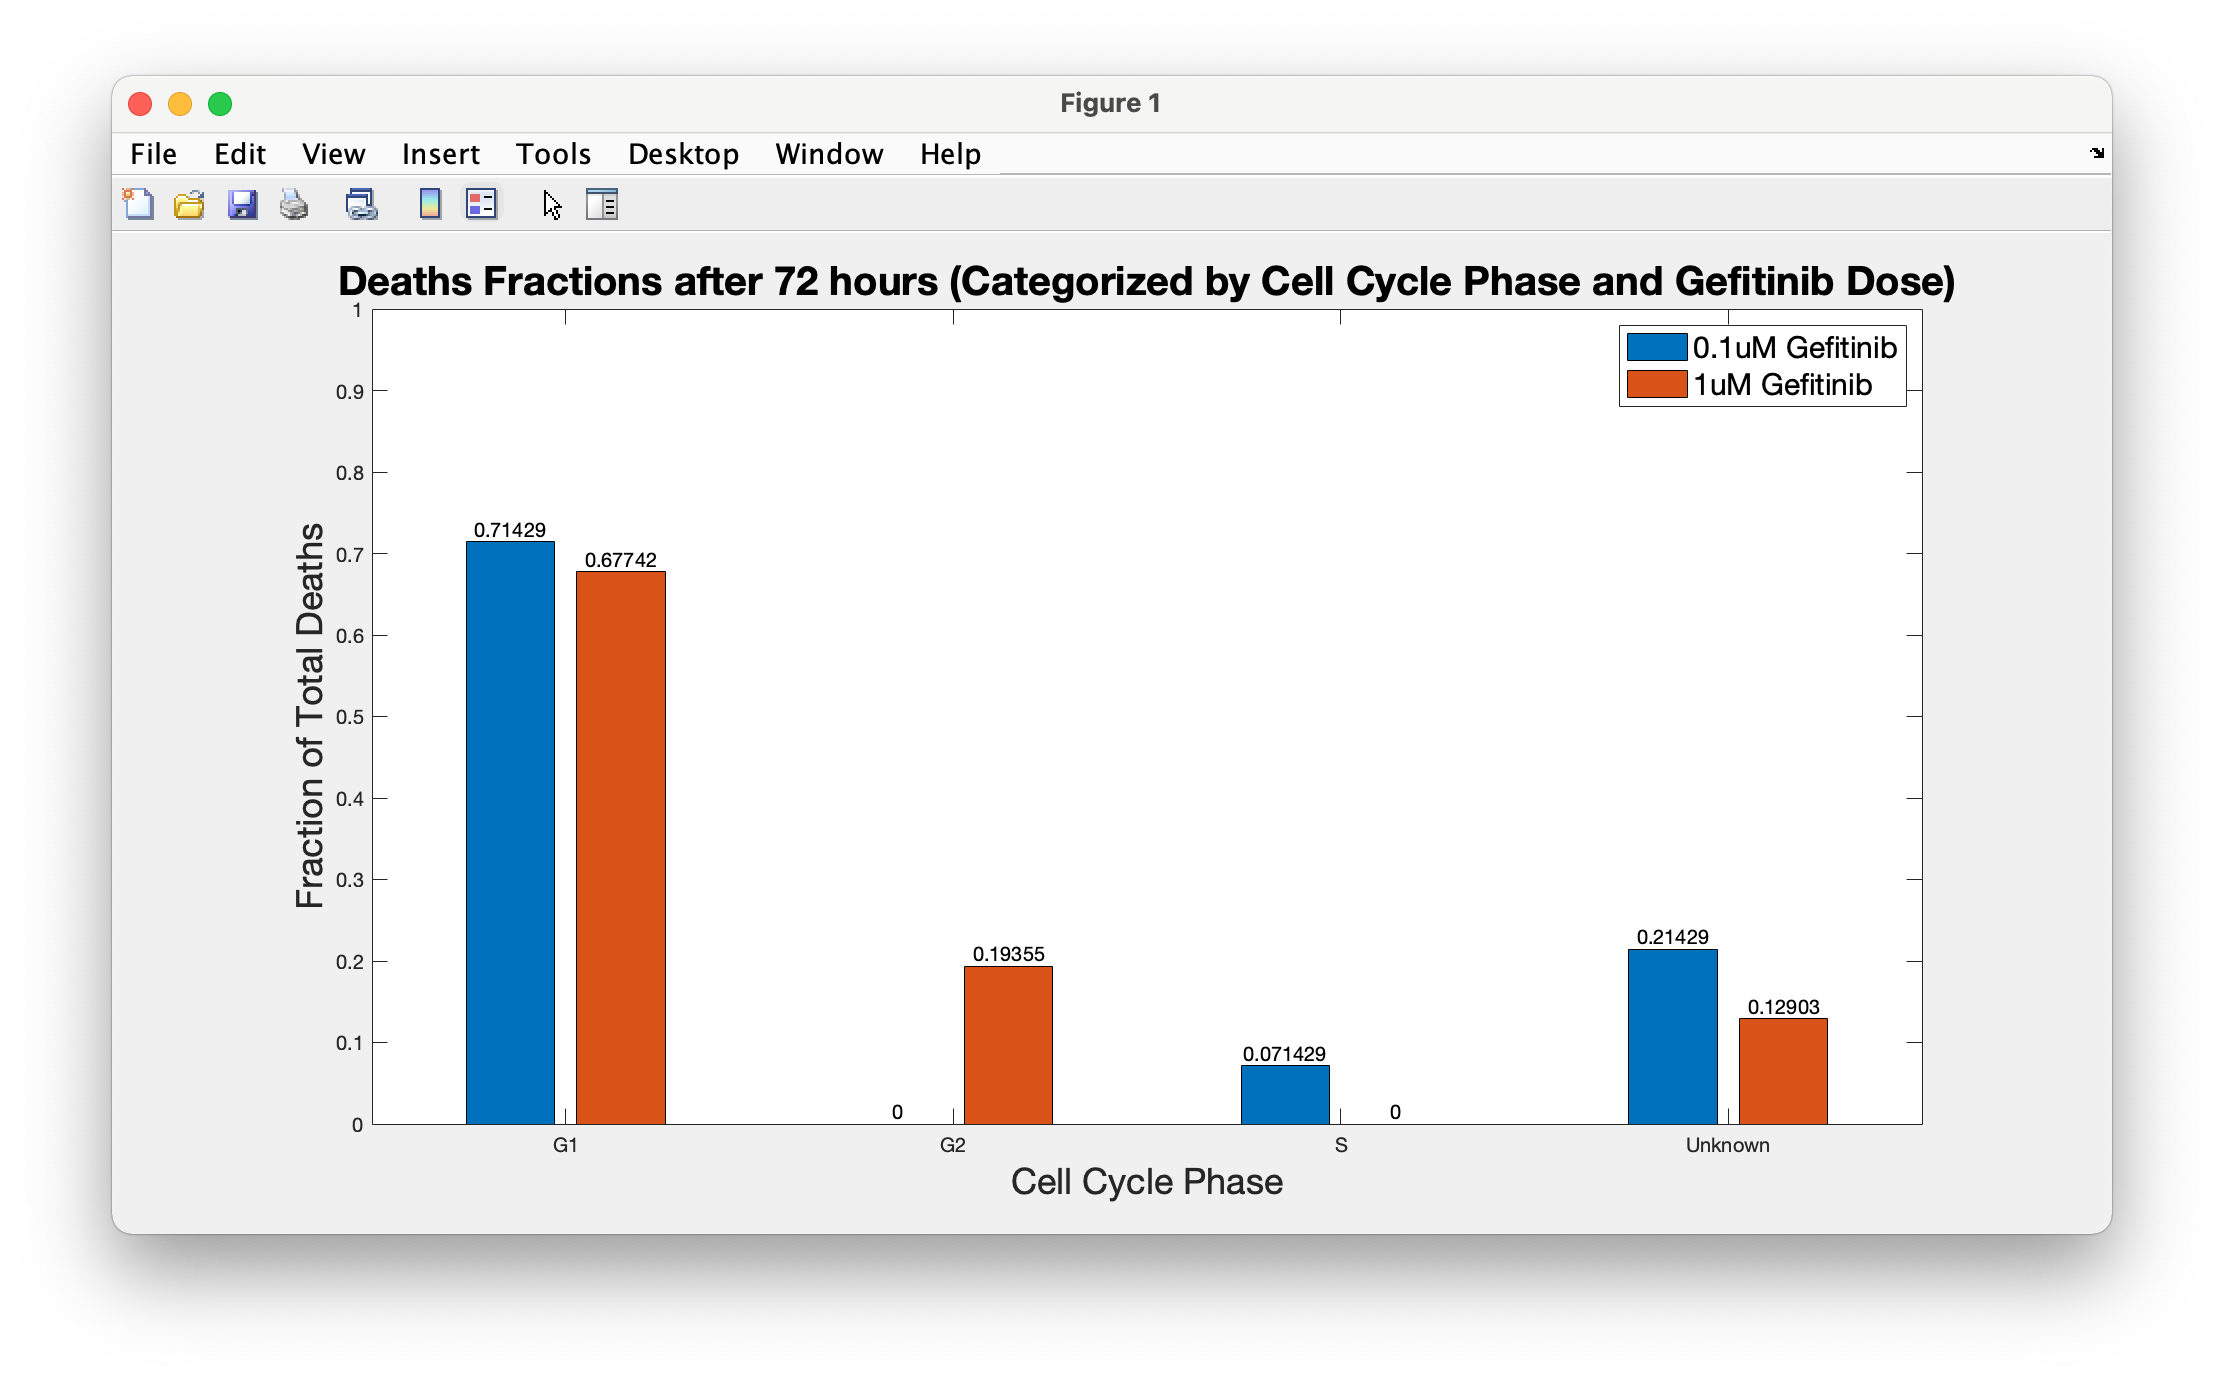 Figure 1
File Edit View Insert Tools Desktop Window Help
Deaths Fractions after 72 hours (Categorized by Cell Cycle Phase and Gefitinib Dose)
0.1uM Gefitinib
1uM Gefitinib
Fraction of Total Deaths
1
0.9
0.8
0.7
0.6
0.5
0.4
0.3
0.2
0.1
0
0.71429
0.67742
0
0.19355
0.071429
0
0.21429
0.12903
G1 G2 S Unknown
Cell Cycle Phase